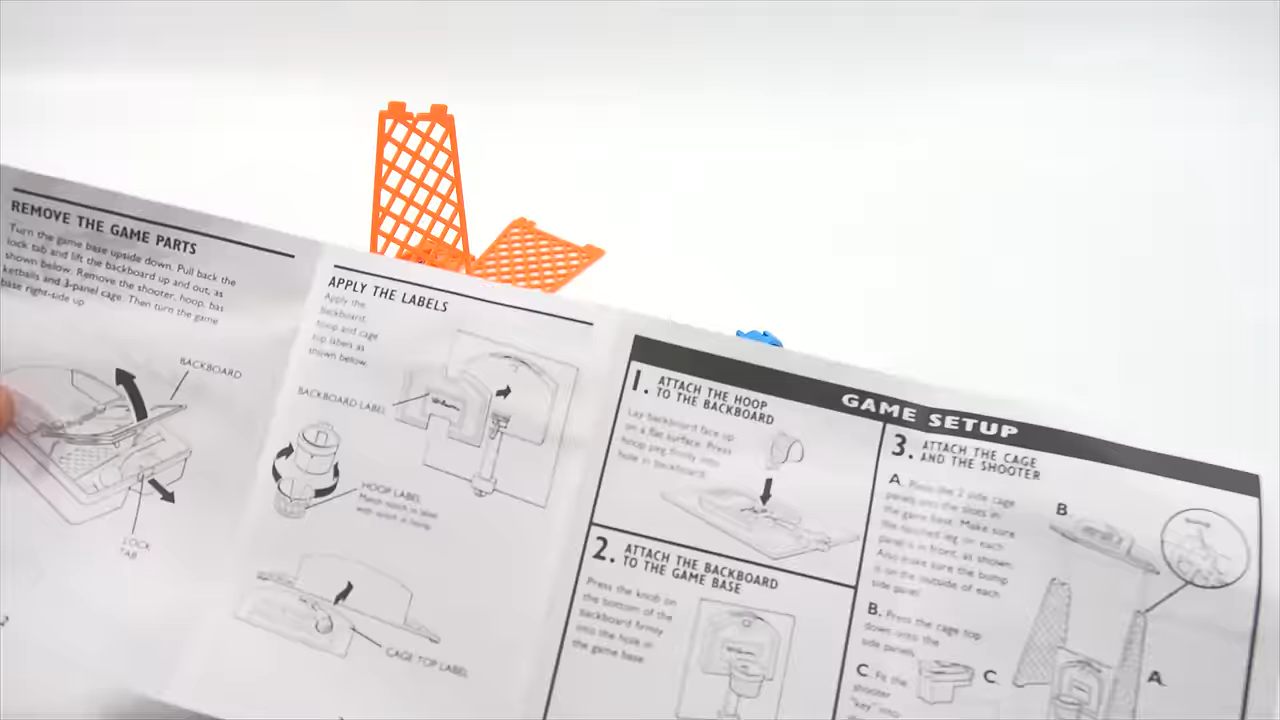 REMOVE THE GAME PARTS
Turn the game base upside down. Pull back the
lock tab and lift the backboard up and out, as
shown below. Remove the shooter, hoop, bas
ketballs and 3-panel cage. Then turn the game
base right-side up
BACKBOARD
LOCK
TAB
2
APPLY THE LABELS
Apply the
backboard,
hoop and cage
top labels as
shown below.
BACKBOARD LABEL
HOOP LABEL
Match notch in label
with notch in hoop
CAGE TOP LABEL
GAME SETUP
1. ATTACH THE HOOP
TO THE BACKBOARD
Lay backboard face up
on a flat surface. Press
hoop peg firmly into
hole in backboard.
2. ATTACH THE BACKBOARD
TO THE GAME BASE
Press the knob on
the bottom of the
backboard firmly
into the hole in
the game base
3. ATTACH THE CAGE
AND THE SHOOTER
A. Press the 2 side cage
panels into the slots in
the game base. Make sure
the notched leg on each
panel is in front, as shown.
Also make sure the bump
is on the outside of each
side panel
B. Press the cage top
down onto the
side panels
C. Fit the
shooter
"key" into
B
C.
A.